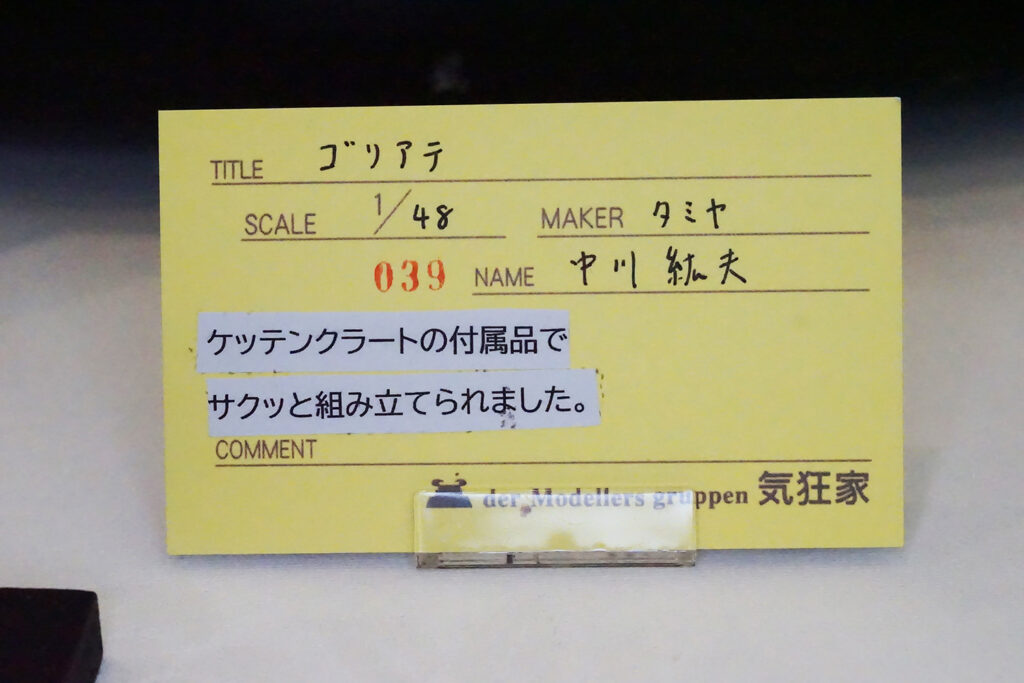 TITLE ゴリアテ
SCALE 1/48 MAKER タミヤ
039 NAME 中川 紘夫
ケッテンクラートの付属品で
サクッと組み立てられました。
COMMENT
der Modellers gruppen 気狂家